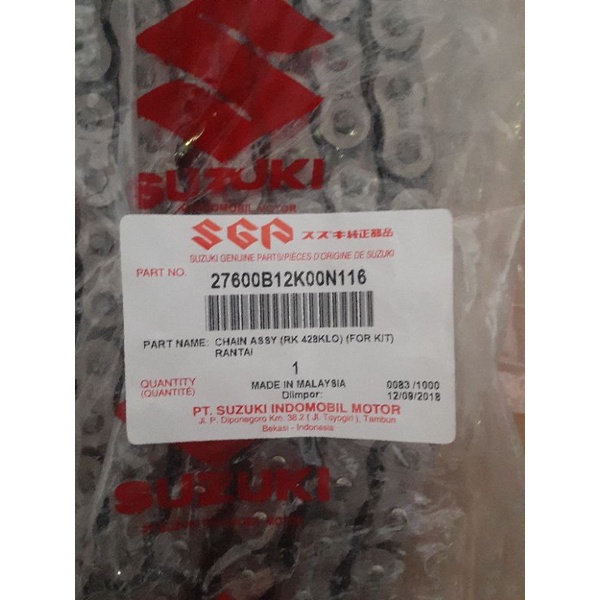 SUZUKI
INDOMOBIL MOTOR
SGP スズキ純正部品
SUZUKI GENUINE PARTS/PIÈCES D'ORIGINE DE SUZUKI
PART NO. 27600B12K00N116
PART NAME: CHAIN ASSY (RK 428KLO) (FOR KIT)
RANTAI
1
QUANTITY MADE IN MALAYSIA 0083 /1000
(QUANTITÉ) DIimpor: 12/09/2018
PT. SUZUKI INDOMOBIL MOTOR
Jl. P. Diponegoro Km. 38.2 ( Jl. Toyogiri ), Tambun
Bekasi - Indonesia
SUZUKI
INDOMOBIL MOTOR